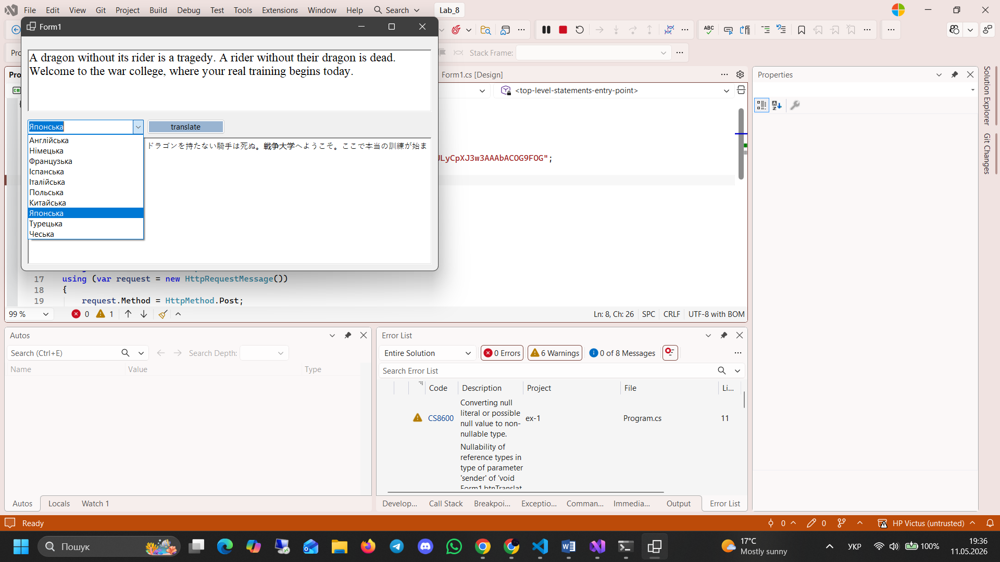 File Edit View Git Project Build Debug Test Tools Extensions Window Help Search Lab_8
Form1
Stack Frame:
A dragon without its rider is a tragedy. A rider without their dragon is dead.
Welcome to the war college, where your real training begins today.
Form1.cs [Design]
<top-level-statements-entry-point>
Японська
translate
ドラゴンを持たない騎手は死ぬ。戦争大学へようこそ。ここで本当の訓練が始ま
Англійська
Німецька
Французька
Іспанська
Італійська
Польська
Китайська
Японська
Турецька
Чеська
JLyCpXJ3w3AAAbACOG9FOG";
17 using (var request = new HttpRequestMessage())
18 {
19 request.Method = HttpMethod.Post;
99 % 0 1 Ln: 8, Ch: 26 SPC CRLF UTF-8 with BOM
Properties
Solution Explorer
Git Changes
Autos
Search (Ctrl+E) Search Depth:
Name Value Type
Autos Locals Watch 1
Error List
Entire Solution 0 Errors 6 Warnings 0 of 8 Messages
Search Error List
Code Description Project File Li...
Converting null
literal or possible
null value to non-
nullable type.
CS8600 ex-1 Program.cs 11
Nullability of
reference types in
type of parameter
'sender' of 'void
Form1.btnTranslat
Develop... Call Stack Breakpoi... Exceptio... Comman... Immedia... Output Error List
Ready 0 0 HP Victus (untrusted)
Пошук
17°C
Mostly sunny
УКР
100%
19:36
11.05.2026